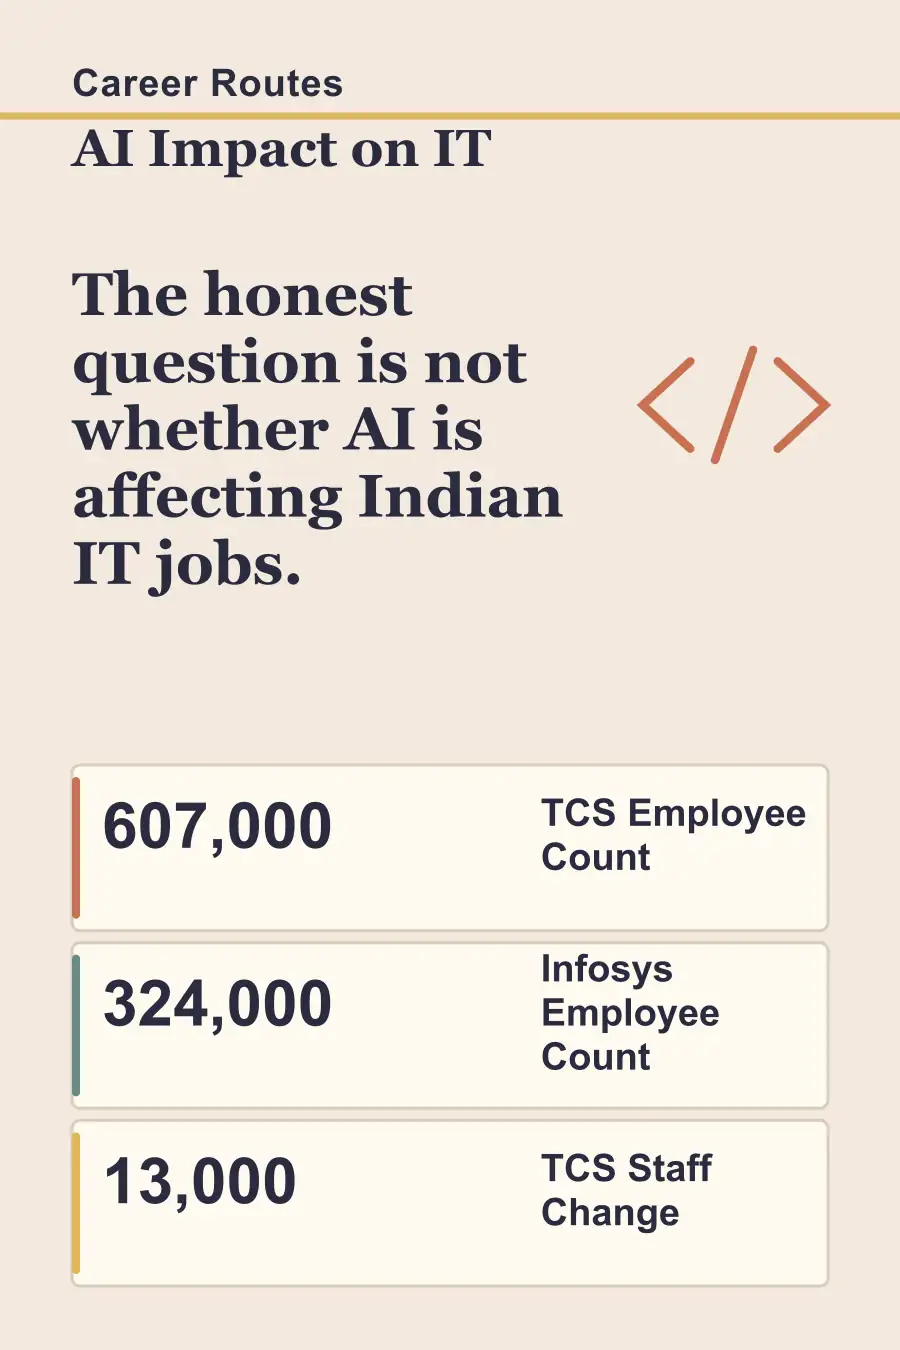 Career Routes
AI Impact on IT
The honest
question is not
whether AI is
affecting Indian
IT jobs.
</>
607,000
TCS Employee
Count
324,000
Infosys
Employee
Count
13,000
TCS Staff
Change